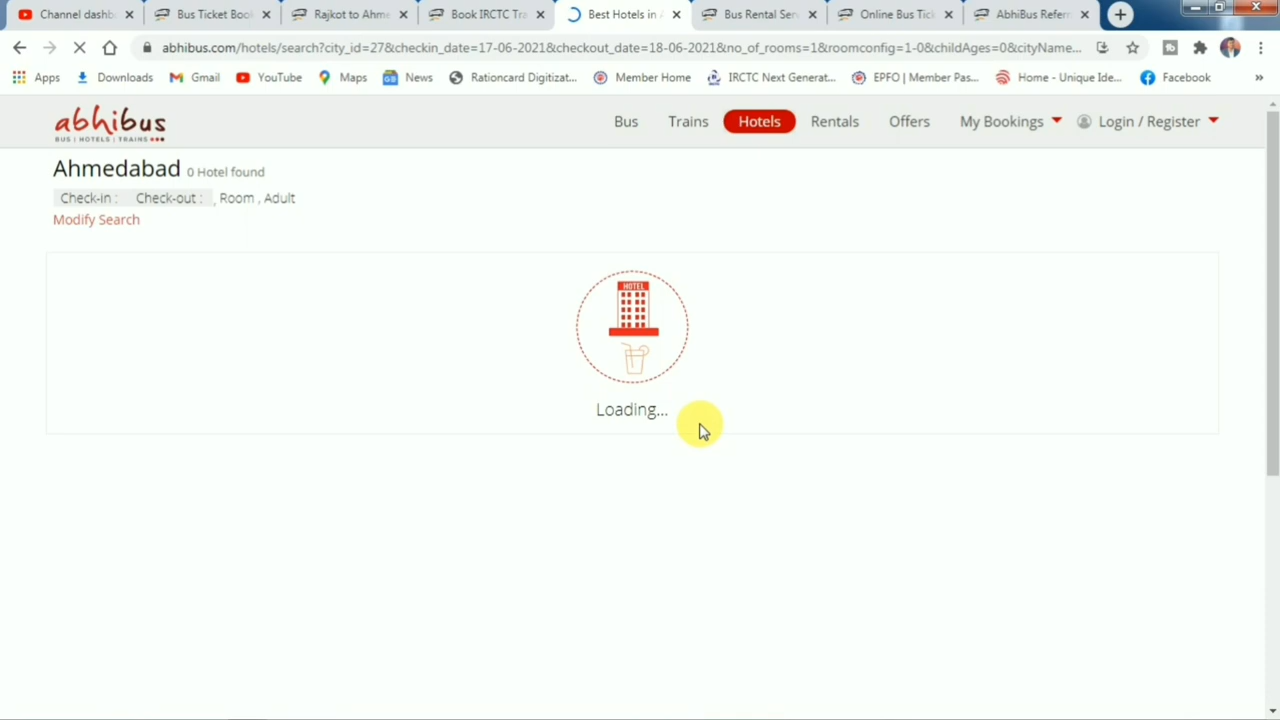 Channel dashb
Bus Ticket Boo
Rajkot to Ahme
Book IRCTC Tra
Best Hotels in A
Bus Rental Ser
Online Bus Tic
AbhiBus Referr
abhibus.com/hotels/search?city_id=27&checkin_date=17-06-2021&checkout_date=18-06-2021&no_of_rooms=1&roomconfig=1-0&childAges=0&cityName...
Apps
Downloads
Gmail
YouTube
Maps
News
Rationcard Digitizat...
Member Home
IRCTC Next Generat...
EPFO | Member Pas...
Home - Unique Ide...
Facebook
»
abhibus
BUS | HOTELS | TRAINS
Bus
Trains
Hotels
Rentals
Offers
My Bookings
Login / Register
Ahmedabad 0 Hotel found
Check-in : Check-out : , Room , Adult
Modify Search
HOTEL
Loading...